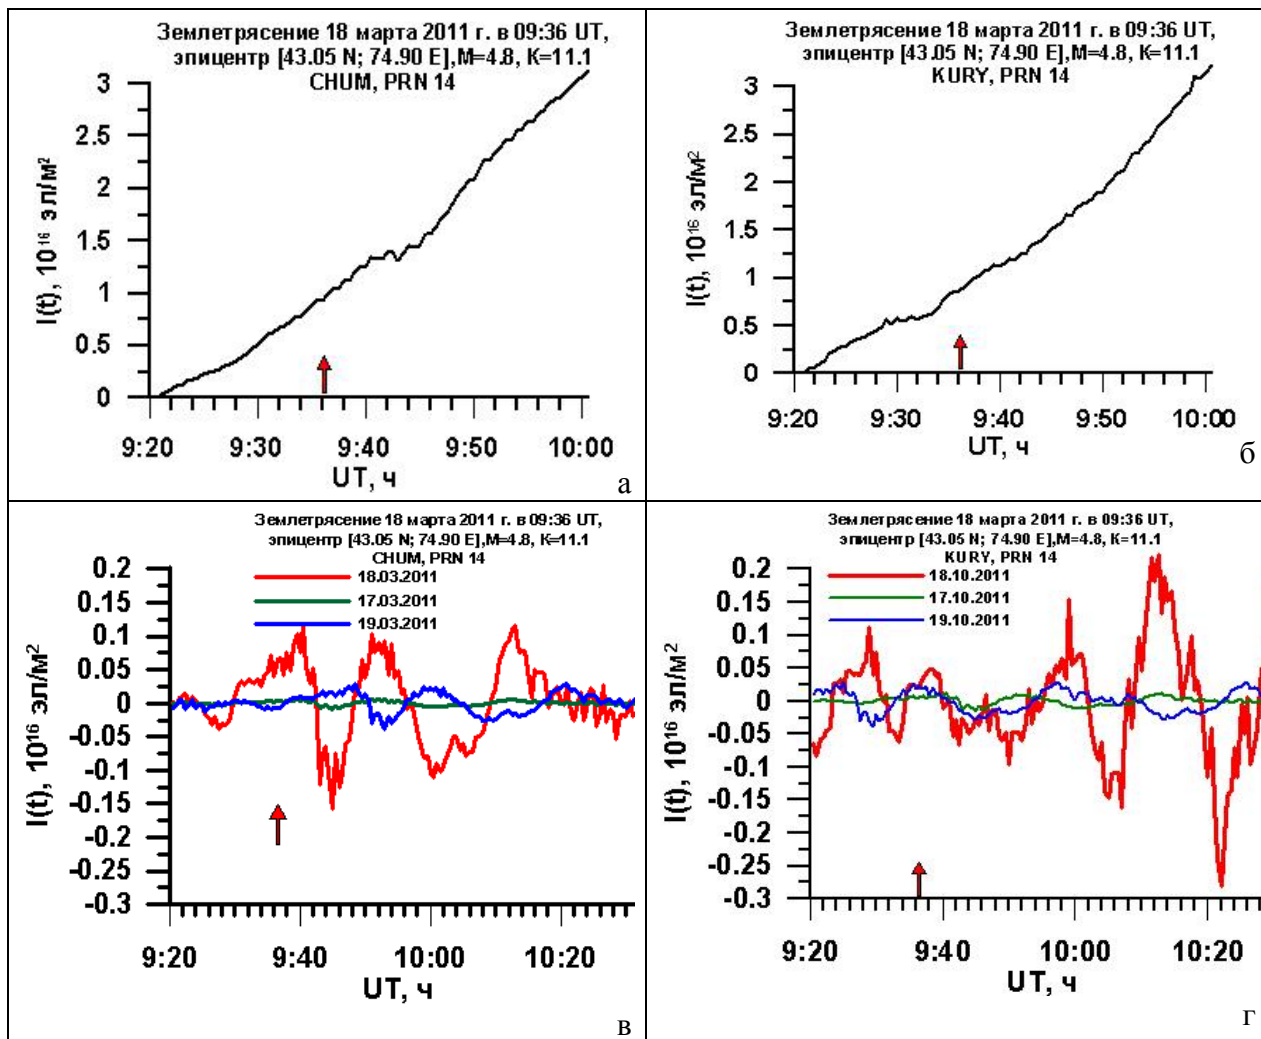 Землетрясение 18 марта 2011 г. в 09:36 UT,
эпицентр [43.05 N; 74.90 E],M=4.8, K=11.1
CHUM, PRN 14
3
2.5
2
1.5
1
0.5
0
I(t), 10¹⁶ эл/м²
9:20 9:30 9:40 9:50 10:00
UT, ч
а
Землетрясение 18 марта 2011 г. в 09:36 UT,
эпицентр [43.05 N; 74.90 E],M=4.8, K=11.1
KURY, PRN 14
3
2.5
2
1.5
1
0.5
0
I(t), 10¹⁶ эл/м²
9:20 9:30 9:40 9:50 10:00
UT, ч
б
Землетрясение 18 марта 2011 г. в 09:36 UT,
эпицентр [43.05 N; 74.90 E],M=4.8, K=11.1
CHUM, PRN 14
18.03.2011
17.03.2011
19.03.2011
0.2
0.15
0.1
0.05
0
-0.05
-0.1
-0.15
-0.2
-0.25
-0.3
I(t), 10¹⁶ эл/м²
9:20 9:40 10:00 10:20
UT, ч
в
Землетрясение 18 марта 2011 г. в 09:36 UT,
эпицентр [43.05 N; 74.90 E],M=4.8, K=11.1
KURY, PRN 14
18.10.2011
17.10.2011
19.10.2011
0.2
0.15
0.1
0.05
0
-0.05
-0.1
-0.15
-0.2
-0.25
-0.3
I(t), 10¹⁶ эл/м²
9:20 9:40 10:00 10:20
UT, ч
г